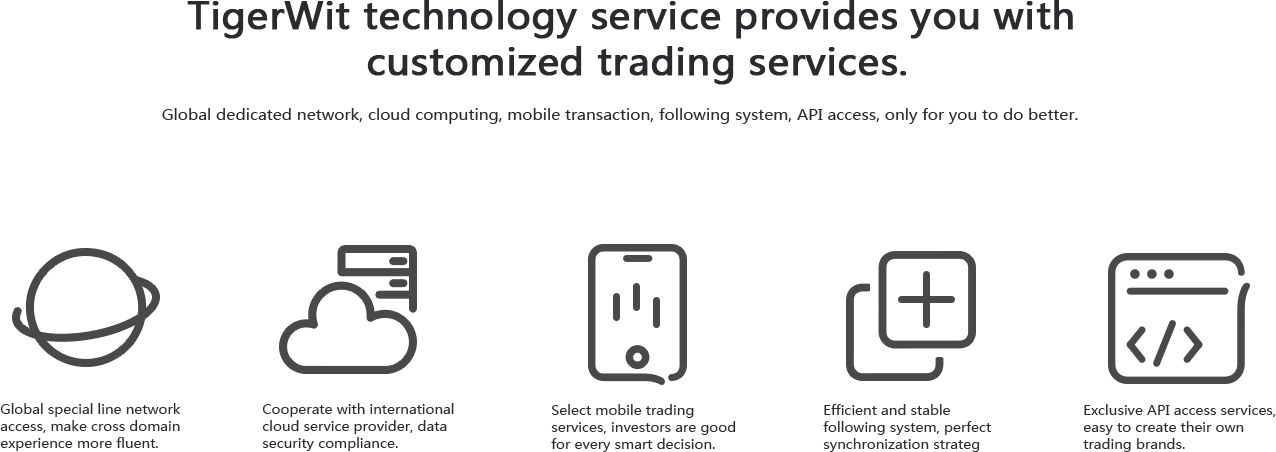 TigerWit technology service provides you with
customized trading services.
Global dedicated network, cloud computing, mobile transaction, following system, API access, only for you to do better.
Global special line network
access, make cross domain
experience more fluent.
Cooperate with international
cloud service provider, data
security compliance.
Select mobile trading
services, investors are good
for every smart decision.
Efficient and stable
following system, perfect
synchronization strateg
Exclusive API access services,
easy to create their own
trading brands.